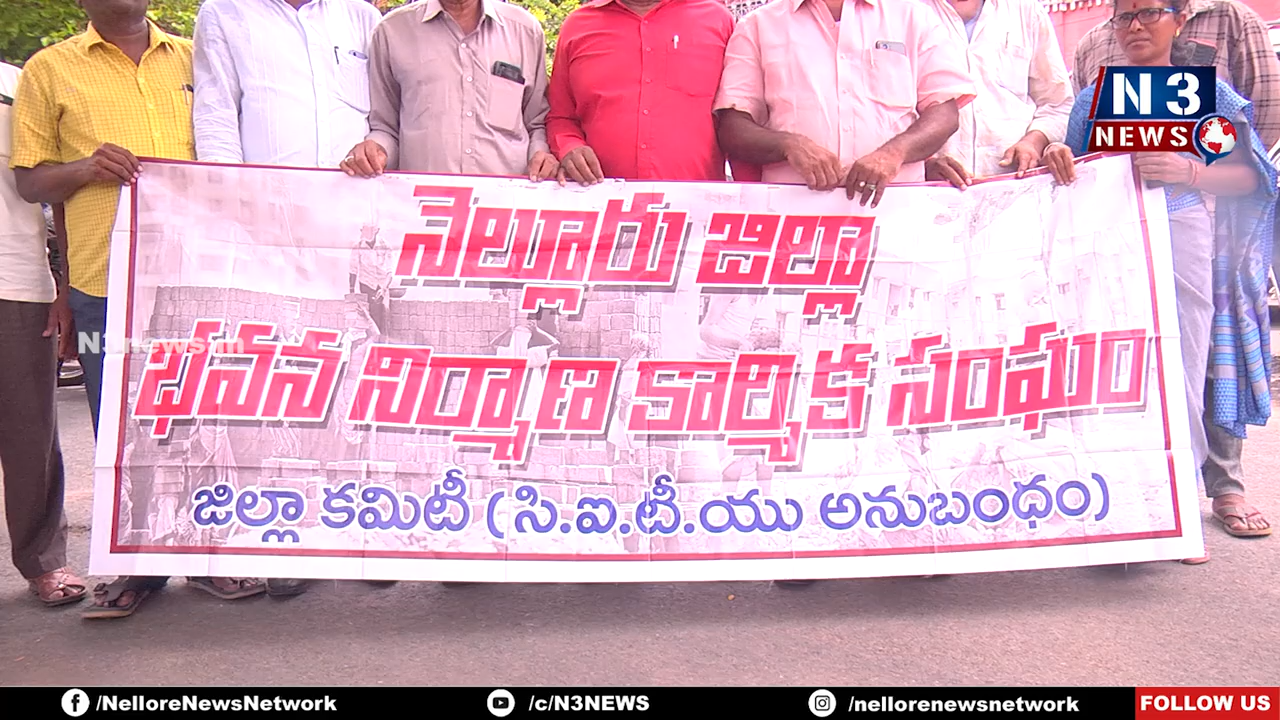 N3
NEWS
నెల్లూరు జిల్లా
భవన నిర్మాణ కార్మిక సంఘం
జిల్లా కమిటీ (సి.ఐ.టీ.యు అనుబంధం)
/NelloreNewsNetwork /c/N3NEWS /nellorenewsnetwork FOLLOW US